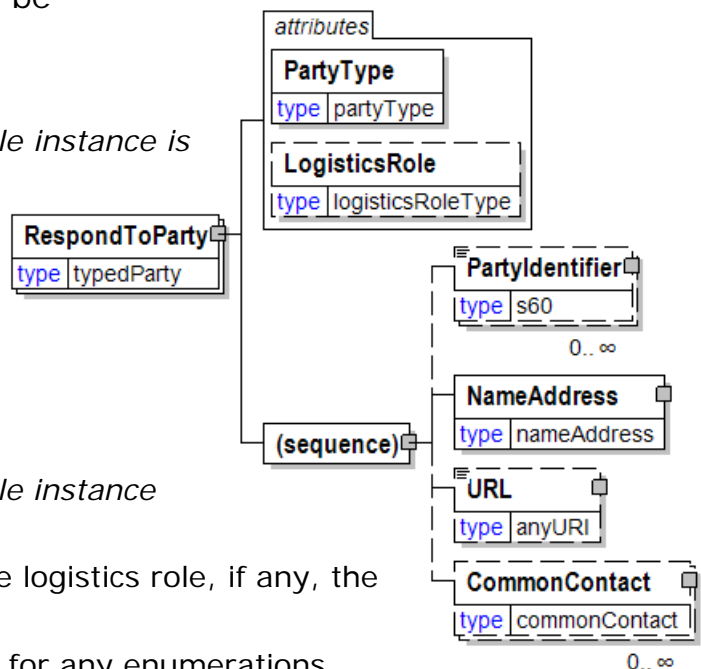 be
attributes
PartyType
type partyType
le instance is
LogisticsRole
type logisticsRoleType
RespondToParty
type typedParty
PartyIdentifier
type s60
0.. ∞
NameAddress
type nameAddress
(sequence)
URL
type anyURI
le instance
e logistics role, if any, the
CommonContact
type commonContact
for any enumerations
0.. ∞